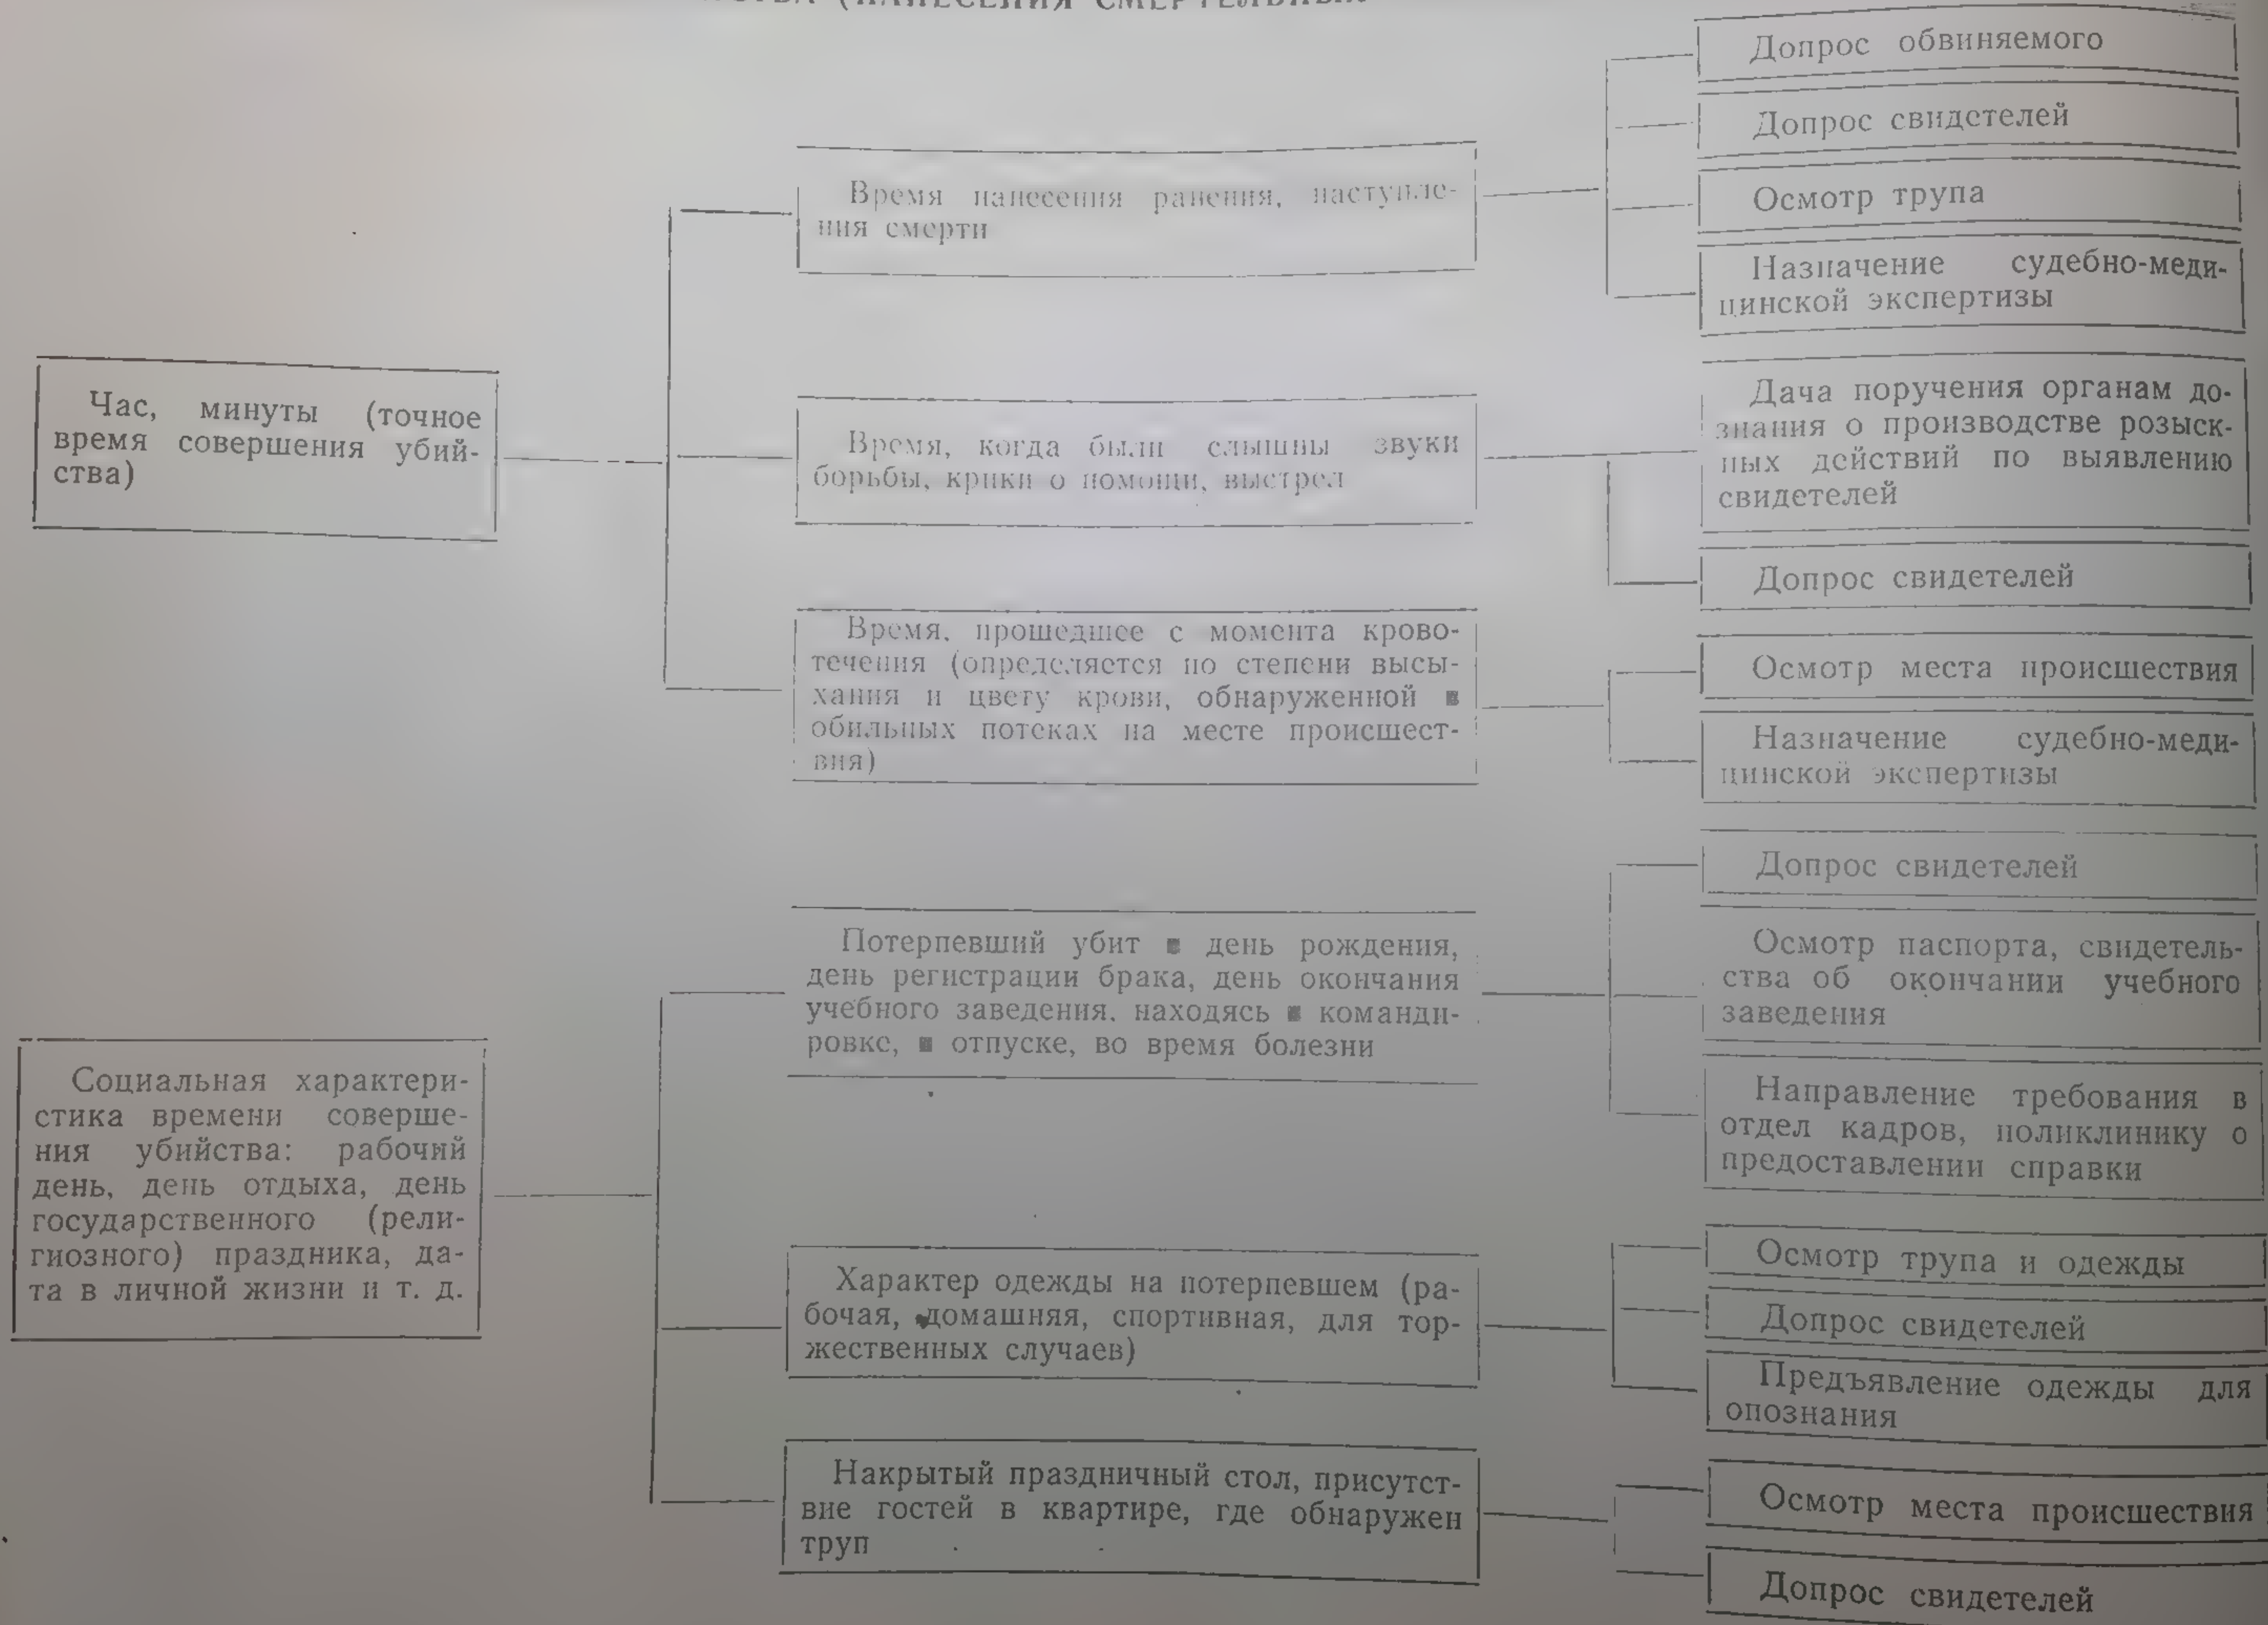 (НАНЕСЕНИЯ СМЕРТЕЛЬНЫХ
Час, минуты (точное
время совершения убий-
ства)
Время нанесения ранения, наступле-
ния смерти
Допрос обвиняемого
Допрос свидетелей
Осмотр трупа
Назначение судебно-меди-
цинской экспертизы
Время, когда были слышны звуки
борьбы, крики о помощи, выстрел
Дача поручения органам до-
знания о производстве розыск-
ных действий по выявлению
свидетелей
Допрос свидетелей
Время, прошедшее с момента крово-
течения (определяется по степени высы-
хания и цвету крови, обнаруженной
обильных потеках на месте происшест-
вия)
Осмотр места происшествия
Назначение судебно-меди-
цинской экспертизы
Социальная характери-
стика времени соверше-
ния убийства: рабочий
день, день отдыха, день
государственного (рели-
гиозного) праздника, да-
та в личной жизни и т. д.
Потерпевший убит день рождения,
день регистрации брака, день окончания
учебного заведения, находясь команди-
ровке, отпуске, во время болезни
Допрос свидетелей
Осмотр паспорта, свидетель-
ства об окончании учебного
заведения
Направление требования в
отдел кадров, поликлинику о
предоставлении справки
Характер одежды на потерпевшем (ра-
бочая, домашняя, спортивная, для тор-
жественных случаев)
Осмотр трупа и одежды
Допрос свидетелей
Предъявление одежды для
опознания
Накрытый праздничный стол, присутст-
вие гостей в квартире, где обнаружен
труп
Осмотр места происшествия
Допрос свидетелей